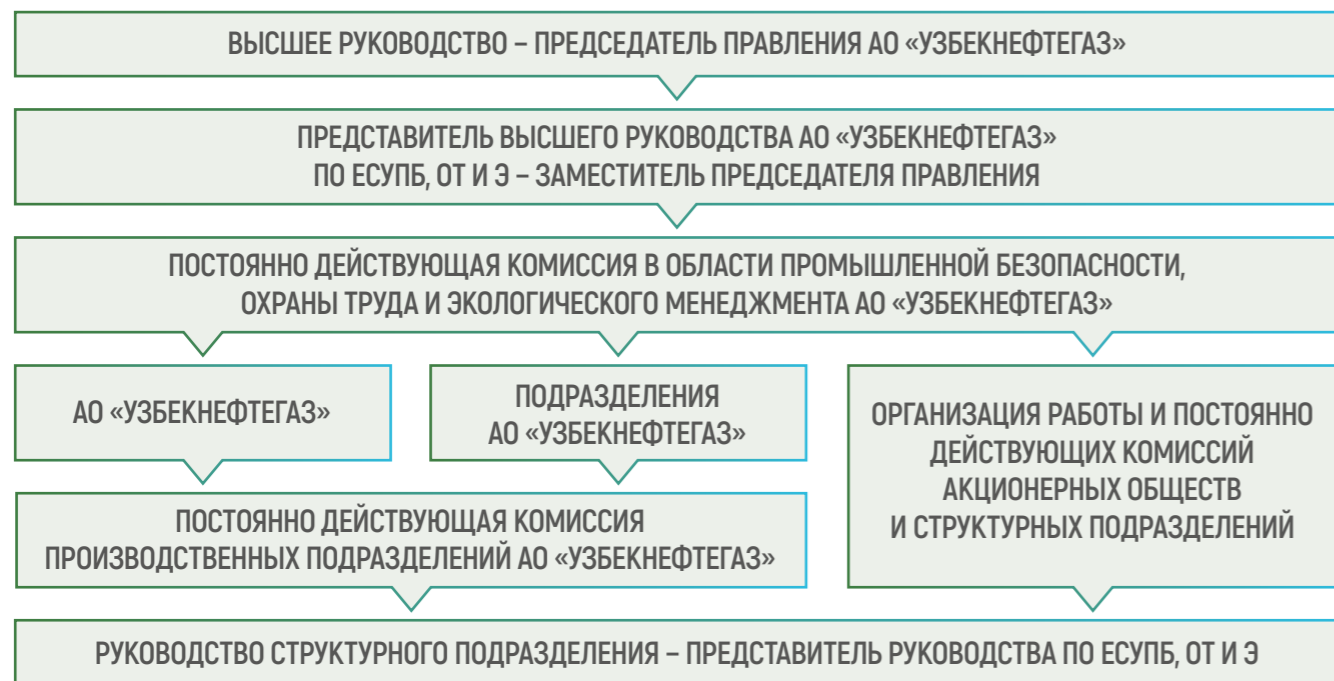 ВЫСШЕЕ РУКОВОДСТВО – ПРЕДСЕДАТЕЛЬ ПРАВЛЕНИЯ АО «УЗБЕКНЕФТЕГАЗ»
ПРЕДСТАВИТЕЛЬ ВЫСШЕГО РУКОВОДСТВА АО «УЗБЕКНЕФТЕГАЗ»
ПО ЕСУПБ, ОТ И Э – ЗАМЕСТИТЕЛЬ ПРЕДСЕДАТЕЛЯ ПРАВЛЕНИЯ
ПОСТОЯННО ДЕЙСТВУЮЩАЯ КОМИССИЯ В ОБЛАСТИ ПРОМЫШЛЕННОЙ БЕЗОПАСНОСТИ,
ОХРАНЫ ТРУДА И ЭКОЛОГИЧЕСКОГО МЕНЕДЖМЕНТА АО «УЗБЕКНЕФТЕГАЗ»
АО «УЗБЕКНЕФТЕГАЗ»
ПОДРАЗДЕЛЕНИЯ
АО «УЗБЕКНЕФТЕГАЗ»
ОРГАНИЗАЦИЯ РАБОТЫ И ПОСТОЯННО
ДЕЙСТВУЮЩИХ КОМИССИЙ
АКЦИОНЕРНЫХ ОБЩЕСТВ
И СТРУКТУРНЫХ ПОДРАЗДЕЛЕНИЙ
ПОСТОЯННО ДЕЙСТВУЮЩАЯ КОМИССИЯ
ПРОИЗВОДСТВЕННЫХ ПОДРАЗДЕЛЕНИЙ АО «УЗБЕКНЕФТЕГАЗ»
РУКОВОДСТВО СТРУКТУРНОГО ПОДРАЗДЕЛЕНИЯ – ПРЕДСТАВИТЕЛЬ РУКОВОДСТВА ПО ЕСУПБ, ОТ И Э